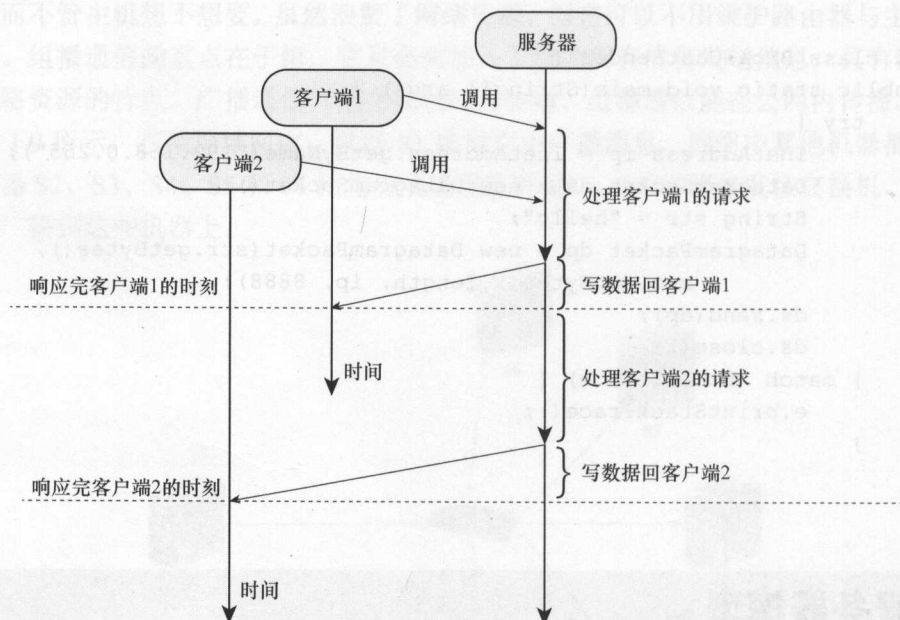 服务器
客户端1
调用
客户端2
调用
处理客户端1的请求
响应完客户端1的时刻
写数据回客户端1
时间
处理客户端2的请求
响应完客户端2的时刻
写数据回客户端2
时间